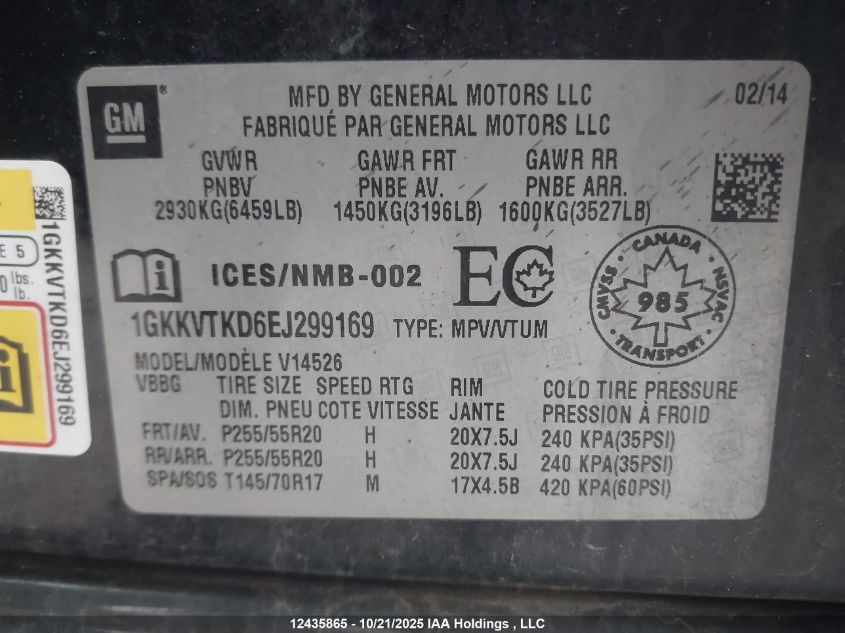 GM
MFD BY GENERAL MOTORS LLC 02/14
FABRIQUÉ PAR GENERAL MOTORS LLC
GVWR GAWR FRT GAWR RR
PNBV PNBE AV. PNBE ARR.
2930KG(6459LB) 1450KG(3196LB) 1600KG(3527LB)
ICES/NMB-002 EC
CANADA
CMVSS 985 NSVAC
TRANSPORT
1GKKVTKD6EJ299169 TYPE: MPV/VTUM
MODEL/MODÈLE V14526
VBBG TIRE SIZE SPEED RTG RIM COLD TIRE PRESSURE
DIM. PNEU COTE VITESSE JANTE PRESSION À FROID
FRT/AV. P255/55R20 H 20X7.5J 240 KPA(35PSI)
RR/ARR. P255/55R20 H 20X7.5J 240 KPA(35PSI)
SPA/SOS T145/70R17 M 17X4.5B 420 KPA(60PSI)
E 5
0 lbs.
lb.
1GKKVTKD6EJ299169
12435865 - 10/21/2025 IAA Holdings , LLC